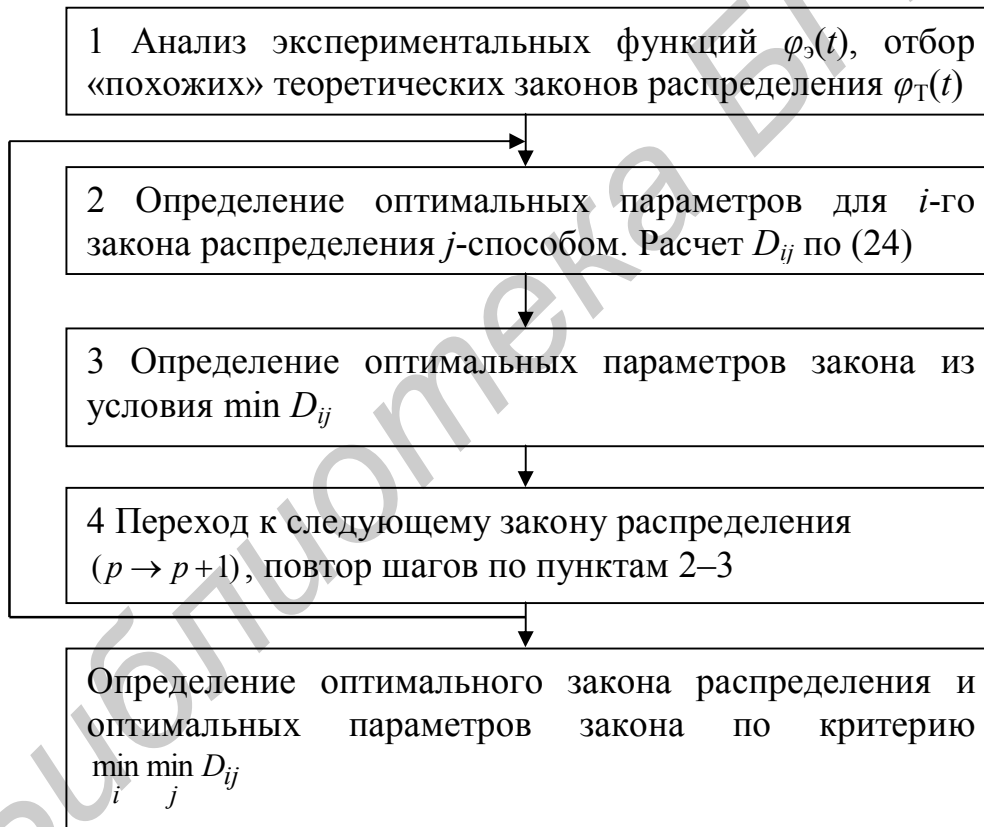 1 Анализ экспериментальных функций φэ(t), отбор
«похожих» теоретических законов распределения φТ(t)
2 Определение оптимальных параметров для i-го
закона распределения j-способом. Расчет Dij по (24)
3 Определение оптимальных параметров закона из
условия min Dij
4 Переход к следующему закону распределения
(p → p+1), повтор шагов по пунктам 2–3
Определение оптимального закона распределения и
оптимальных параметров закона по критерию
min min Dij
i j